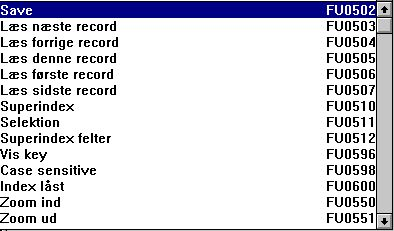 Save FU0502
Læs næste record FU0503
Læs forrige record FU0504
Læs denne record FU0505
Læs første record FU0506
Læs sidste record FU0507
Superindex FU0510
Selektion FU0511
Superindex felter FU0512
Vis key FU0596
Case sensitive FU0598
Index låst FU0600
Zoom ind FU0550
Zoom ud FU0551